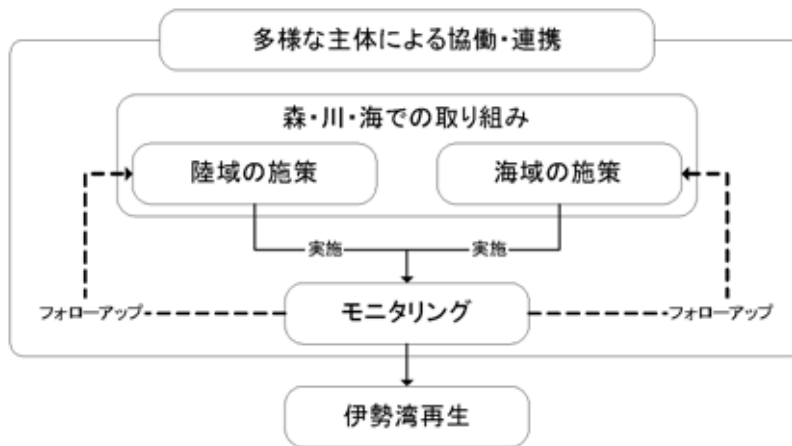 多様な主体による協働・連携
森・川・海での取り組み
陸域の施策
海域の施策
実施
実施
フォローアップ
モニタリング
フォローアップ
伊勢湾再生